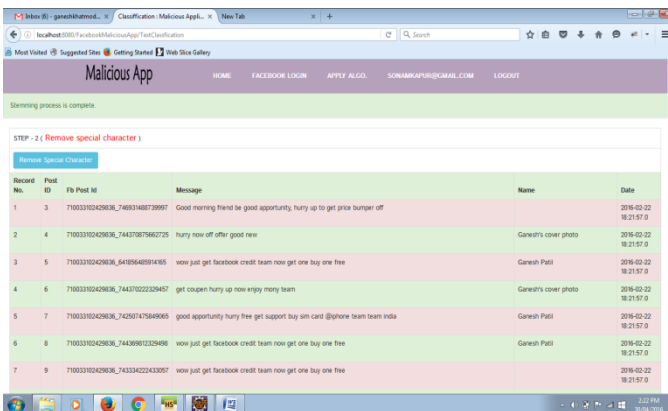 Inbox (6) - ganeshkhatmod... × Classiffication : Malicious Appli... × New Tab × +
localhost:8080/FacebookMaliciousApp/TextClassfication Search
Most Visited Suggested Sites Getting Started Web Slice Gallery
Malicious App HOME FACEBOOK LOGIN APPLY ALGO. SONAMKAPUR@GMAIL.COM LOGOUT
Stemming process is complete.
STEP - 2 ( Remove special character )
Remove Special Character
Record No. Post ID Fb Post Id Message Name Date
1 3 710033102429836_746931488739997 Good morning friend be good apportunity, hurry up to get price bumper off 2016-02-22 18:21:57.0
2 4 710033102429836_744370875662725 hurry now off offer good new Ganesh's cover photo 2016-02-22 18:21:57.0
3 5 710033102429836_641856485914165 wow just get facebook credit team now get one buy one free Ganesh Patil 2016-02-22 18:21:57.0
4 6 710033102429836_744370222329457 get coupen hurry up now enjoy mony team Ganesh's cover photo 2016-02-22 18:21:57.0
5 7 710033102429836_742507475849065 good apportunity hurry free get support buy sim card @iphone team team india Ganesh Patil 2016-02-22 18:21:57.0
6 8 710033102429836_744369812329498 wow just get facebook credit team now get one buy one free Ganesh Patil 2016-02-22 18:21:57.0
7 9 710033102429836_743334222433057 wow just get facebook credit team now get one buy one free Ganesh Patil 2016-02-22 18:21:57.0
2:22 PM